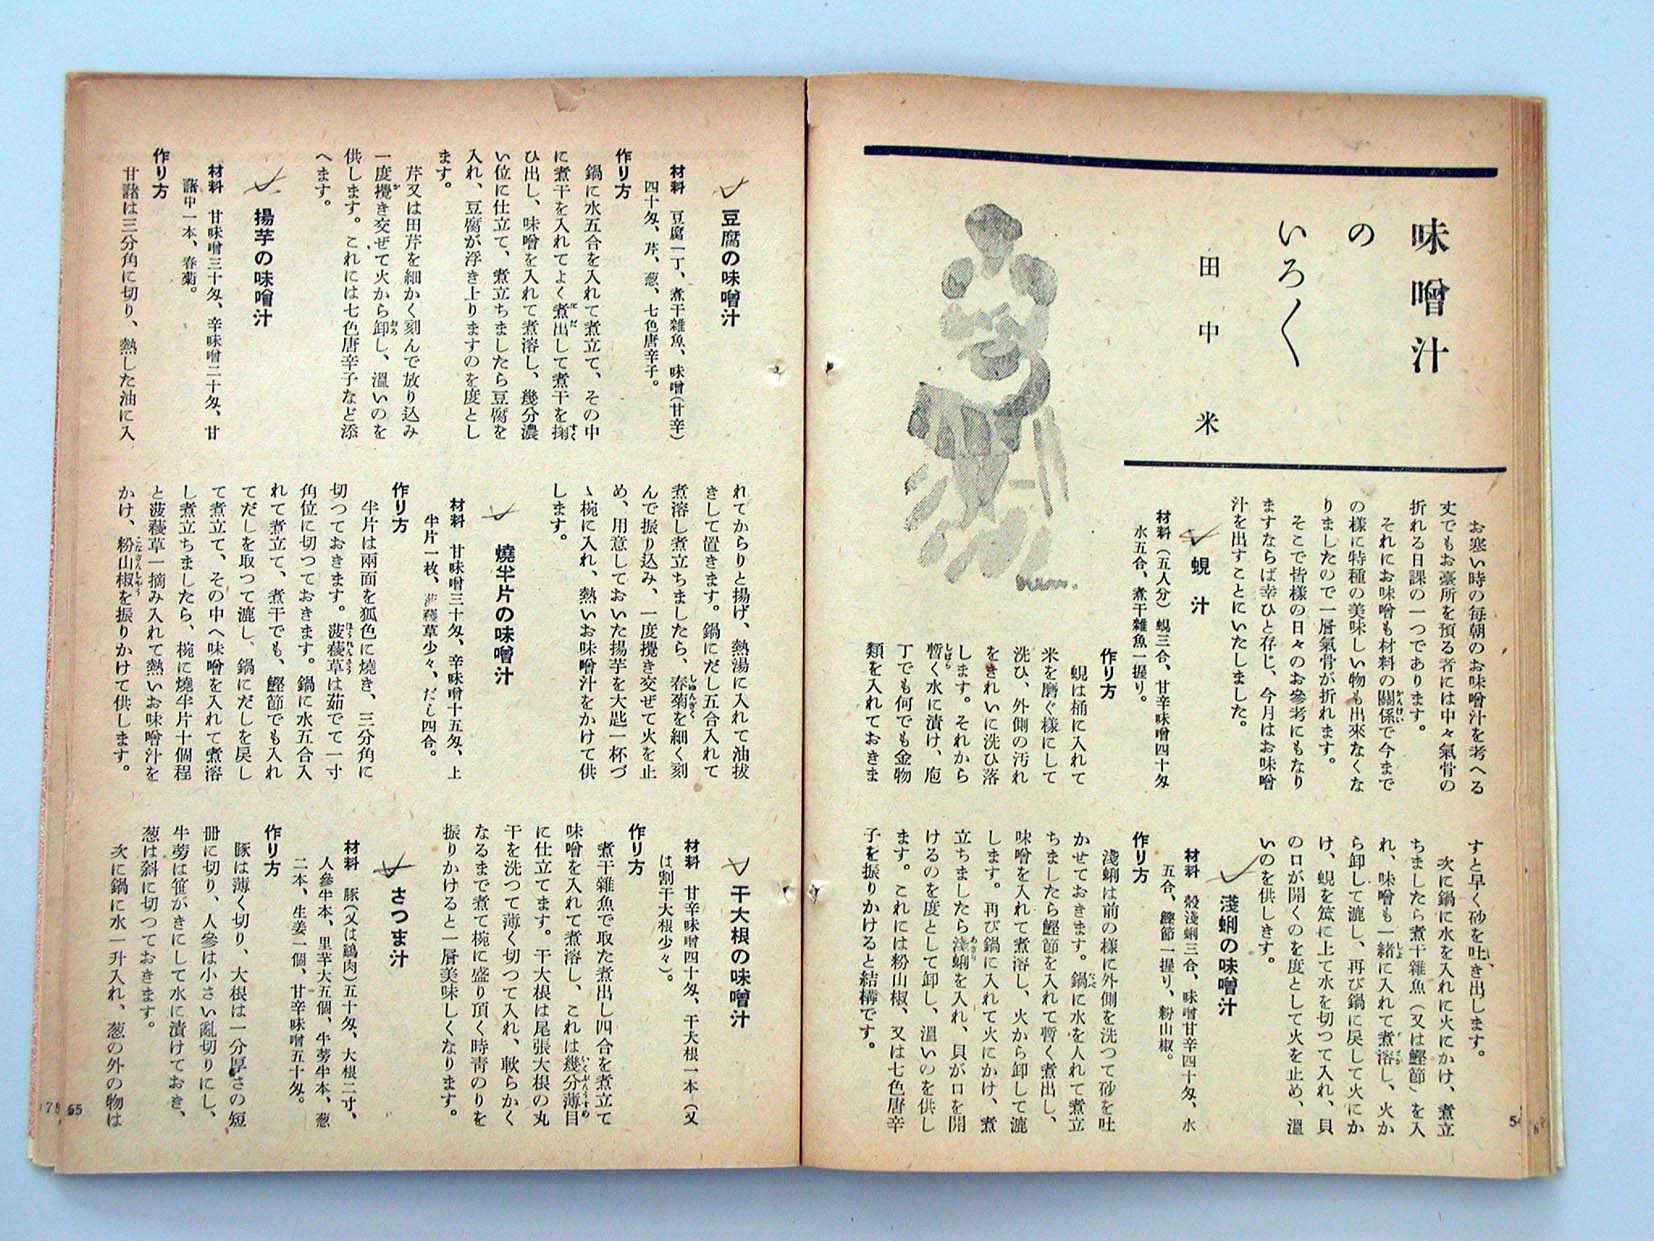 味噌汁
の
いろ〱
田中米
お寒い時の每朝のお味噌汁を考へる
丈でもお臺所を預る者には中々氣骨の
折れる日課の一つであります。
それにお味噌も材料の關係で今まで
の樣に特種の美味しい物も出來なくな
りましたので一層氣骨が折れます。
そこで皆樣の日々のお參考にもなり
ますならば幸ひと存じ、今月はお味噌
汁を出すことにいたしました。
蜆汁
材料（五人分）蜆三合、甘辛味噌四十匁
水五合、煮干雜魚一握り。
作り方
蜆は桶に入れて
米を磨ぐ樣にして
洗ひ、外側の汚れ
をきれいに洗ひ落
します。それから
暫く水に漬け、庖
丁でも何でも金物
類を入れておきま
すと早く砂を吐き出します。
次に鍋に水を入れに火にかけ、煮立
ちましたら煮干雜魚（又は鰹節）を入
れ、味噌も一緒に入れて煮溶し、火か
ら卸して漉し、再び鍋に戻して火にか
け、蜆を笊に上て水を切つて入れ、貝
の口が開くのを度として火を止め、溫
いのを供しきす。
淺蜊の味噌汁
材料 殼淺蜊三合、味噌甘辛四十匁、水
五合、鰹節一握り、粉山椒。
作り方
淺蜊は前の樣に外側を洗つて砂を吐
かせておきます。鍋に水を入れて煮立
ちましたら鰹節を入れて暫く煮出し、
味噌を入れて煮溶し、火から卸して漉
します。再び鍋に入れて火にかけ、煮
立ちましたら淺蜊を入れ、貝が口を開
けるのを度として卸し、溫いのを供し
ます。これには粉山椒、又は七色唐辛
子を振りかけると結構です。
54
豆腐の味噌汁
材料 豆腐一丁、煮干雜魚、味噌（甘辛）
四十匁、芹、葱、七色唐辛子。
作り方
鍋に水五合を入れて煮立て、その中
に煮干を入れてよく煮出して煮干を掬
ひ出し、味噌を入れて煮溶し、幾分濃
い位に仕立て、煮立ちましたら豆腐を
入れ、豆腐が浮き上りますのを度とし
ます。
芹又は田芹を細かく刻んで放り込み
一度攪き交ぜて火から卸し、溫いのを
供します。これには七色唐辛子など添
へます。
揚芋の味噌汁
材料 甘味噌三十匁、辛味噌二十匁、甘
藷中一本、春菊。
作り方
甘藷は三分角に切り、熱した油に入
れてからりと揚げ、熱湯に入れて油拔
きして置きます。鍋にだし五合入れて
煮溶し煮立ちましたら、春菊を細く刻
んで振り込み、一度攪き交ぜて火を止
め、用意しておいた揚芋を大匙一杯づ
ゝ椀に入れ、熱いお味噌汁をかけて供
します。
燒半片の味噌汁
材料 甘味噌三十匁、辛味噌十五匁、上
半片一枚、菠薐草少々、だし四合。
作り方
半片は兩面を狐色に燒き、三分角に
切つておきます。菠薐草は茹でて一寸
角位に切つておきます。鍋に水五合入
れて煮立て、煮干でも、鰹節でも入れ
てだしを取つて漉し、鍋にだしを戻し
て煮立て、その中へ味噌を入れて煮溶
し煮立ちましたら、椀に燒半片十個程
と菠薐草一摘み入れて熱いお味噌汁を
かけ、粉山椒を振りかけて供します。
干大根の味噌汁
材料 甘辛味噌四十匁、干大根一本（又
は割干大根少々）。
作り方
煮干雜魚で取た煮出し四合を煮立て
味噌を入れて煮溶し、これは幾分薄目
に仕立てます。干大根は尾張大根の丸
干を洗つて薄く切つて入れ、軟らかく
なるまで煮て椀に盛り頂く時靑のりを
振りかけると一層美味しくなります。
さつま汁
材料 豚（又は鷄肉）五十匁、大根二寸、
人參半本、里芋大五個、牛蒡半本、葱
二本、生姜一個、甘辛味噌五十匁。
作り方
豚は薄く切り、大根は一分厚さの短
册に切り、人參は小さい亂切りにし、
牛蒡は笹がきにして水に漬けておき、
葱は斜に切つておきます。
次に鍋に水一升入れ、葱の外の物は
55